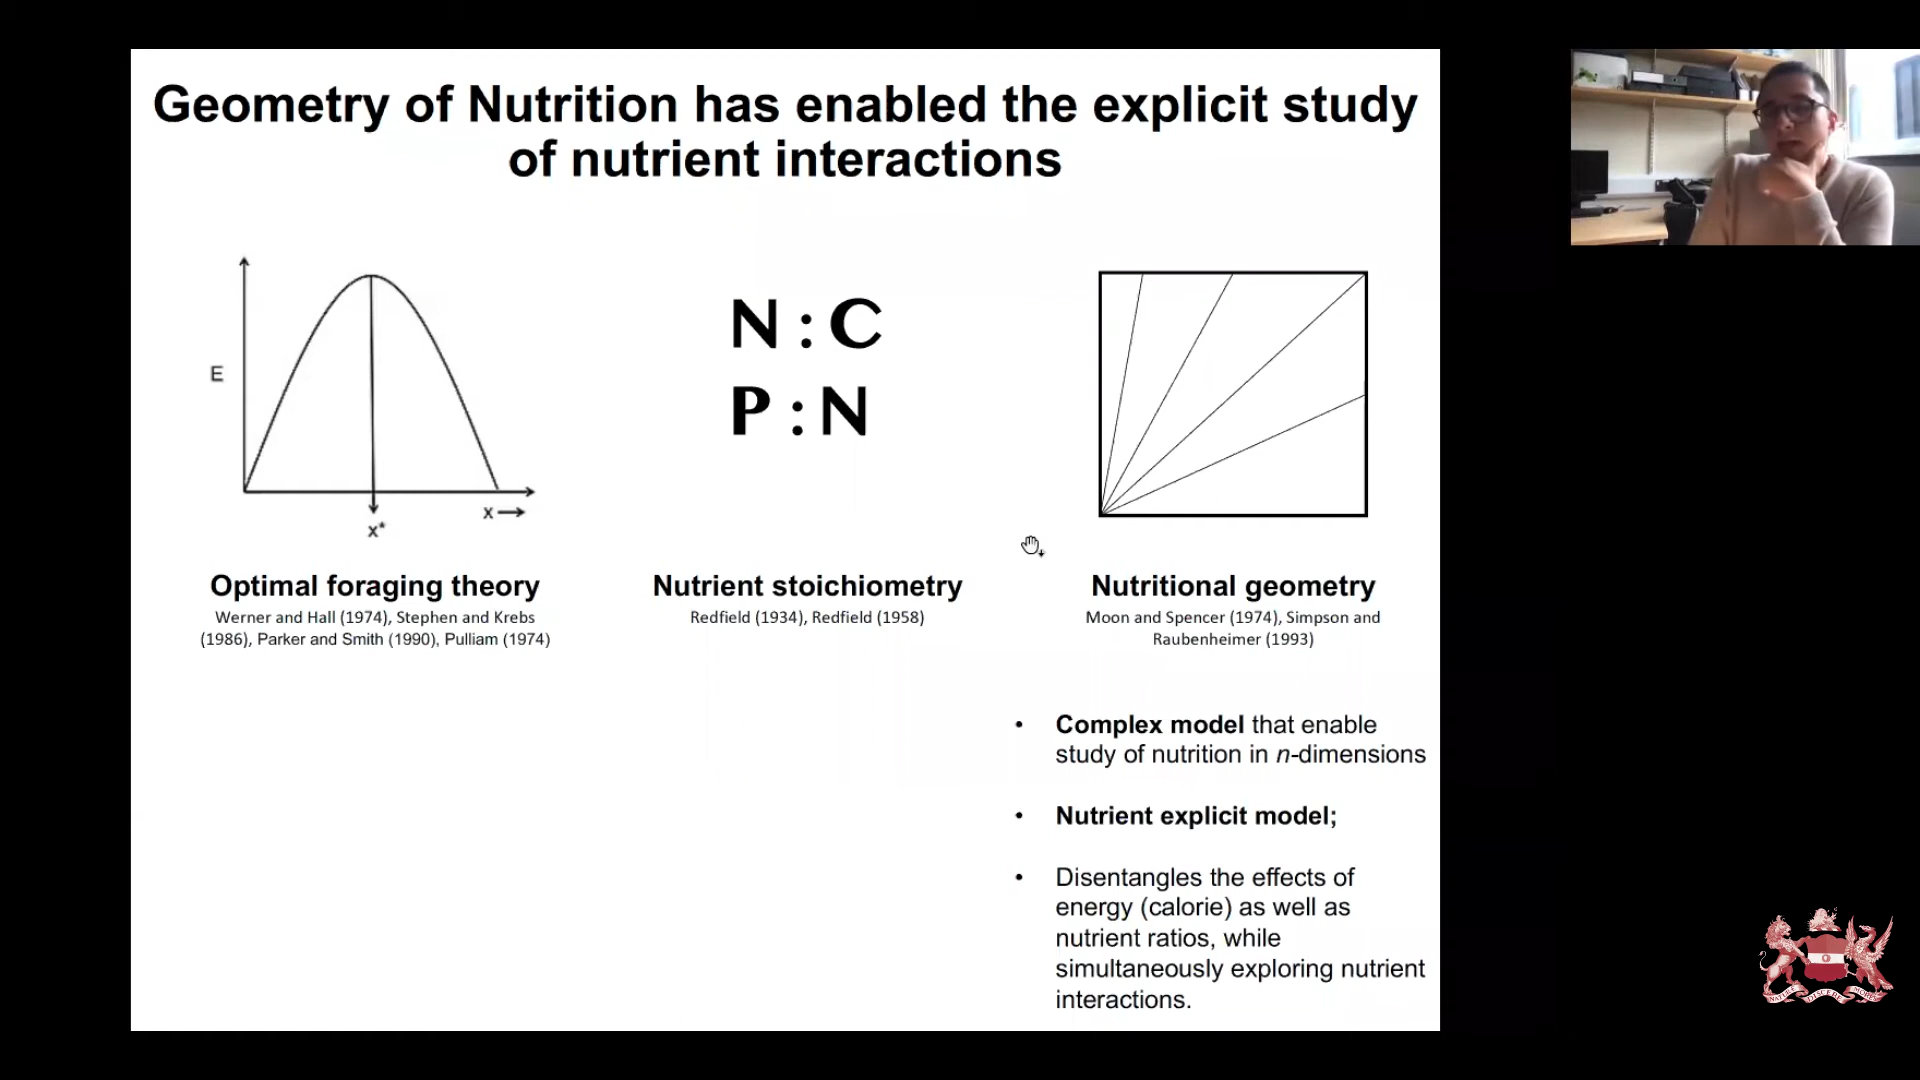 Geometry of Nutrition has enabled the explicit study
of nutrient interactions
E
x
x*
N : C
P : N
Optimal foraging theory
Werner and Hall (1974), Stephen and Krebs
(1986), Parker and Smith (1990), Pulliam (1974)
Nutrient stoichiometry
Redfield (1934), Redfield (1958)
Nutritional geometry
Moon and Spencer (1974), Simpson and
Raubenheimer (1993)
• Complex model that enable
study of nutrition in n-dimensions
• Nutrient explicit model;
• Disentangles the effects of
energy (calorie) as well as
nutrient ratios, while
simultaneously exploring nutrient
interactions.